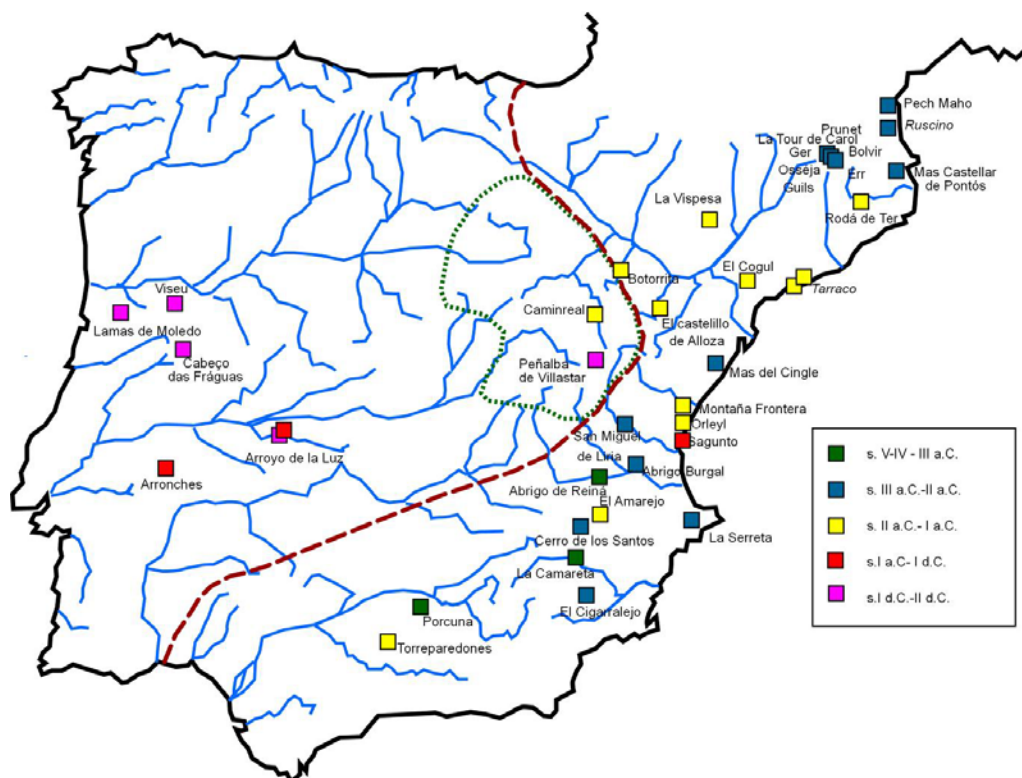 Pech Maho
Ruscino
Prunet
La Tour de Carol
Ger
Bolvir
Osseja
Err
Guils
Mas Castellar
de Pontós
La Vispesa
Rodá de Ter
Botorrita
El Cogul
Tarraco
Viseu
Lamas de Moledo
Caminreal
El castelillo
de Alloza
Cabeço
das Fráguas
Peñalba
de Villastar
Mas del Cingle
Montaña Frontera
Orleyl
San Miguel
de Liria
Sagunto
Arroyo de la Luz
Abrigo Burgal
Arronches
Abrigo de Reiná
El Amarejo
Cerro de los Santos
La Serreta
La Camareta
El Cigarralejo
Porcuna
Torreparedones
s. V-IV - III a.C.
s. III a.C.-II a.C.
s. II a.C.- I a.C.
s.I a.C- I d.C.
s.I d.C.-II d.C.